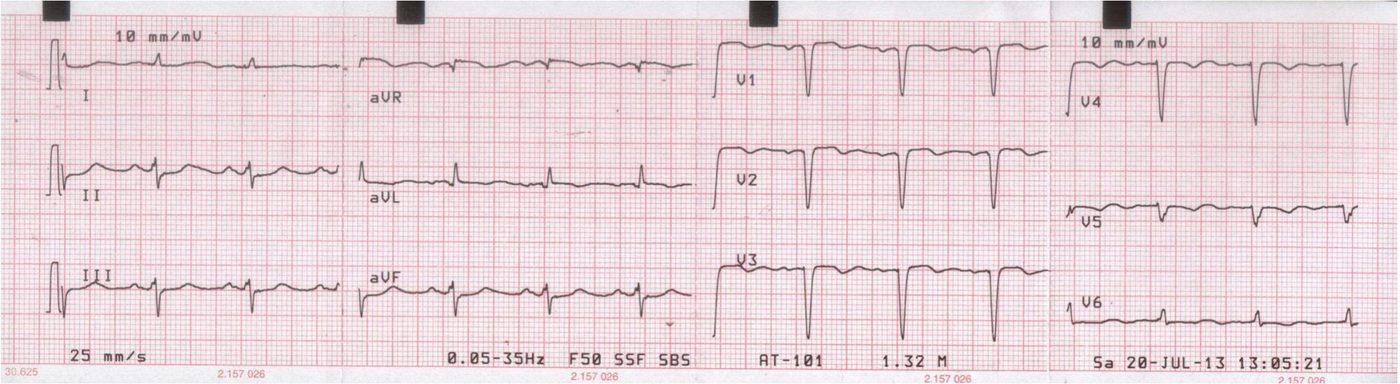 10 mm/mV
10 mm/mV
I
aVR
V1
V4
II
aVL
V2
V5
III
aVF
V3
V6
25 mm/s
0.05-35Hz F50 SSF SBS
AT-101
1.32 M
Sa 20-JUL-13 13:05:21
30.625
2.157 026
2.157 026
2.157 026
2.157 026